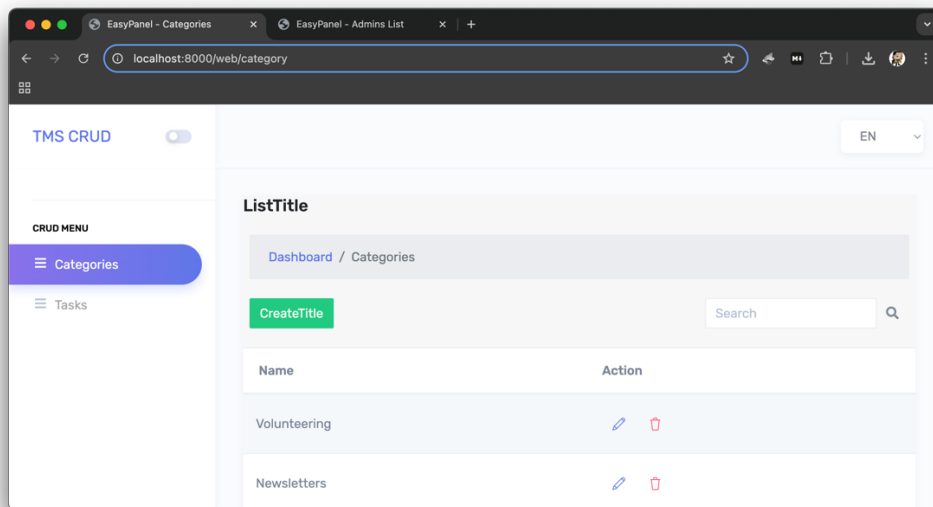 EasyPanel - Categories
EasyPanel - Admins List
localhost:8000/web/category
M↓
TMS CRUD
EN
CRUD MENU
Categories
Tasks
ListTitle
Dashboard / Categories
CreateTitle
Search
Name Action
Volunteering
Newsletters